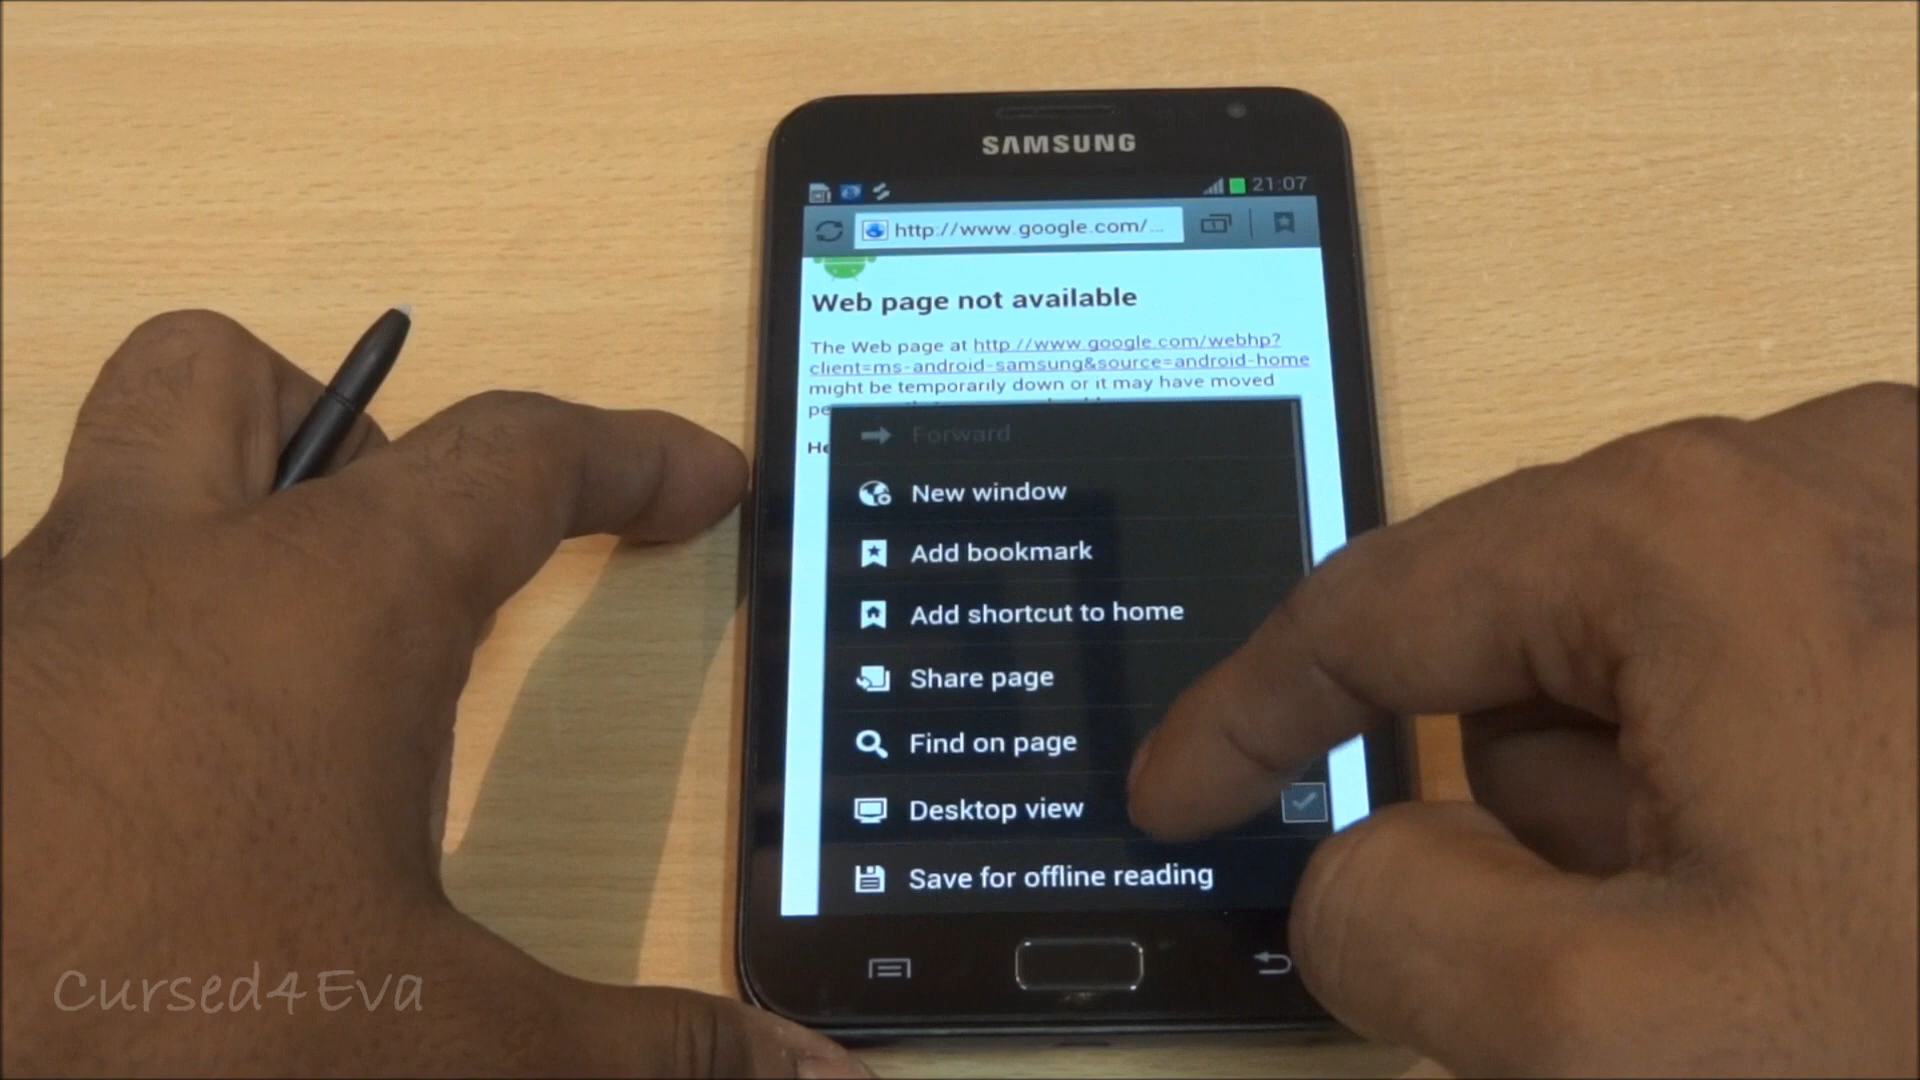 SAMSUNG
21:07
http://www.google.com/...
1
Web page not available
The Web page at http://www.google.com/webhp?
client=ms-android-samsung&source=android-home
might be temporarily down or it may have moved
Forward
New window
Add bookmark
Add shortcut to home
Share page
Find on page
Desktop view
Save for offline reading
Cursed4Eva